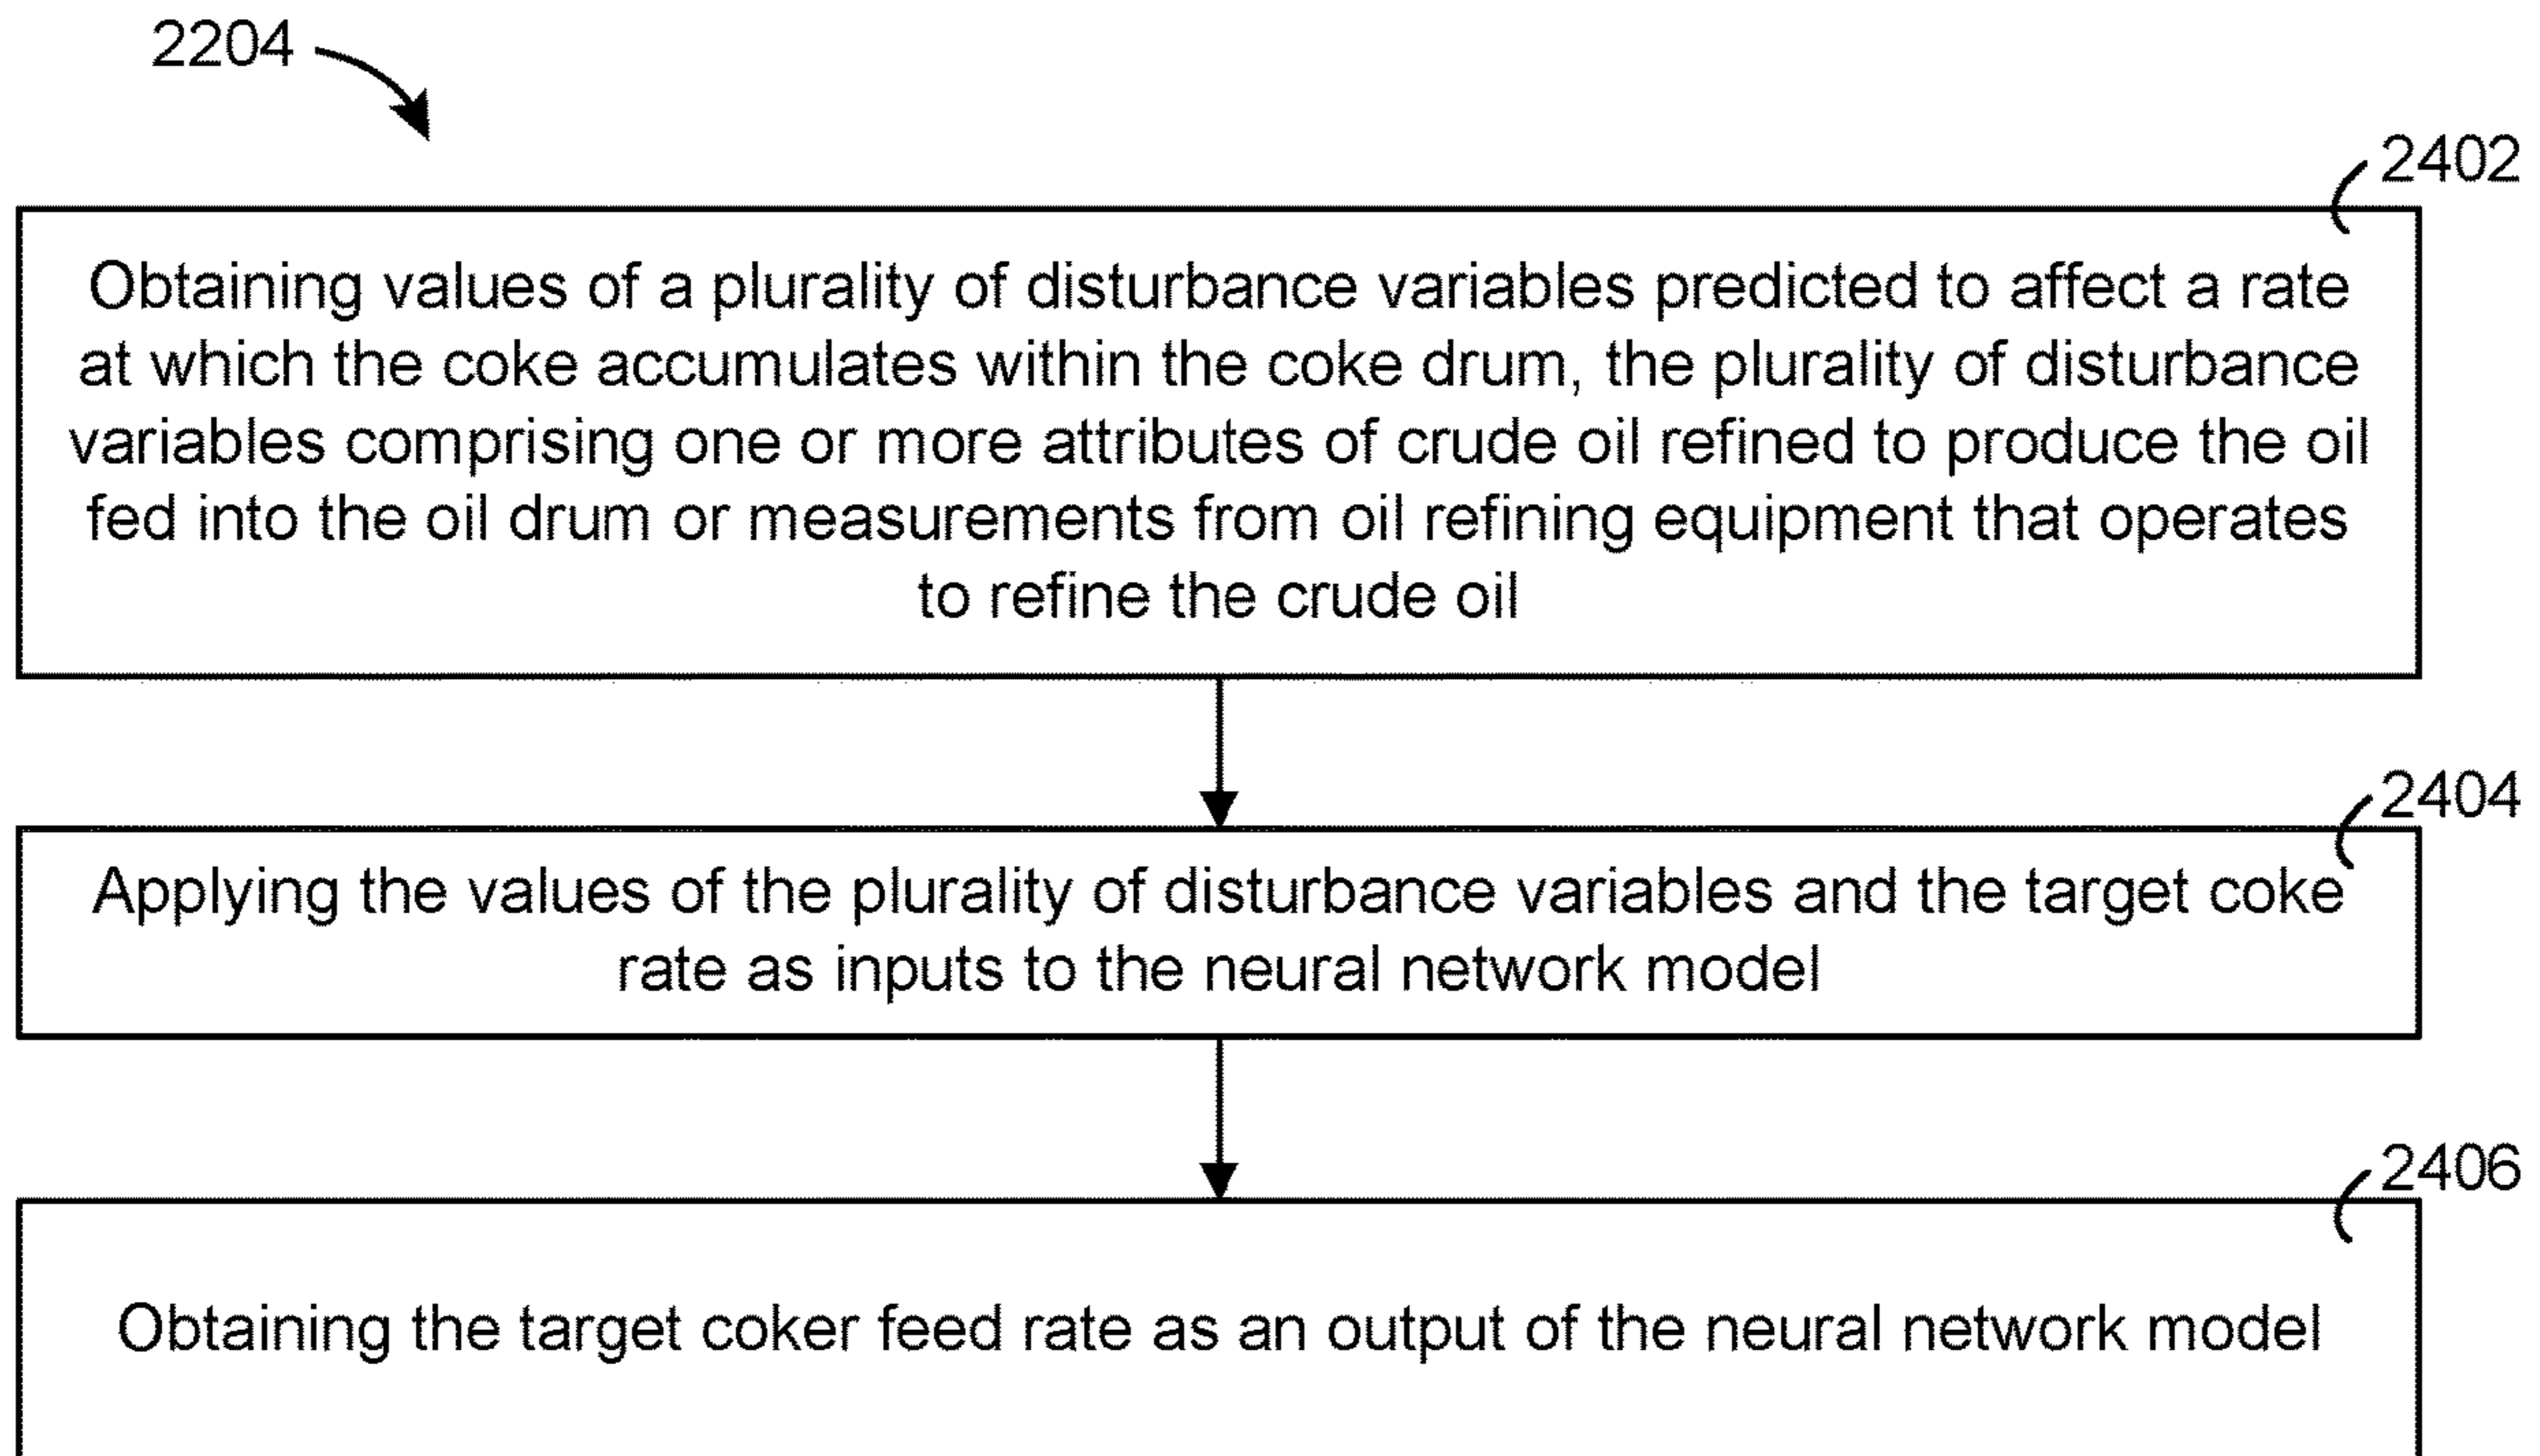 2204
2402
Obtaining values of a plurality of disturbance variables predicted to affect a rate
at which the coke accumulates within the coke drum, the plurality of disturbance
variables comprising one or more attributes of crude oil refined to produce the oil
fed into the oil drum or measurements from oil refining equipment that operates
to refine the crude oil
2404
Applying the values of the plurality of disturbance variables and the target coke
rate as inputs to the neural network model
2406
Obtaining the target coker feed rate as an output of the neural network model